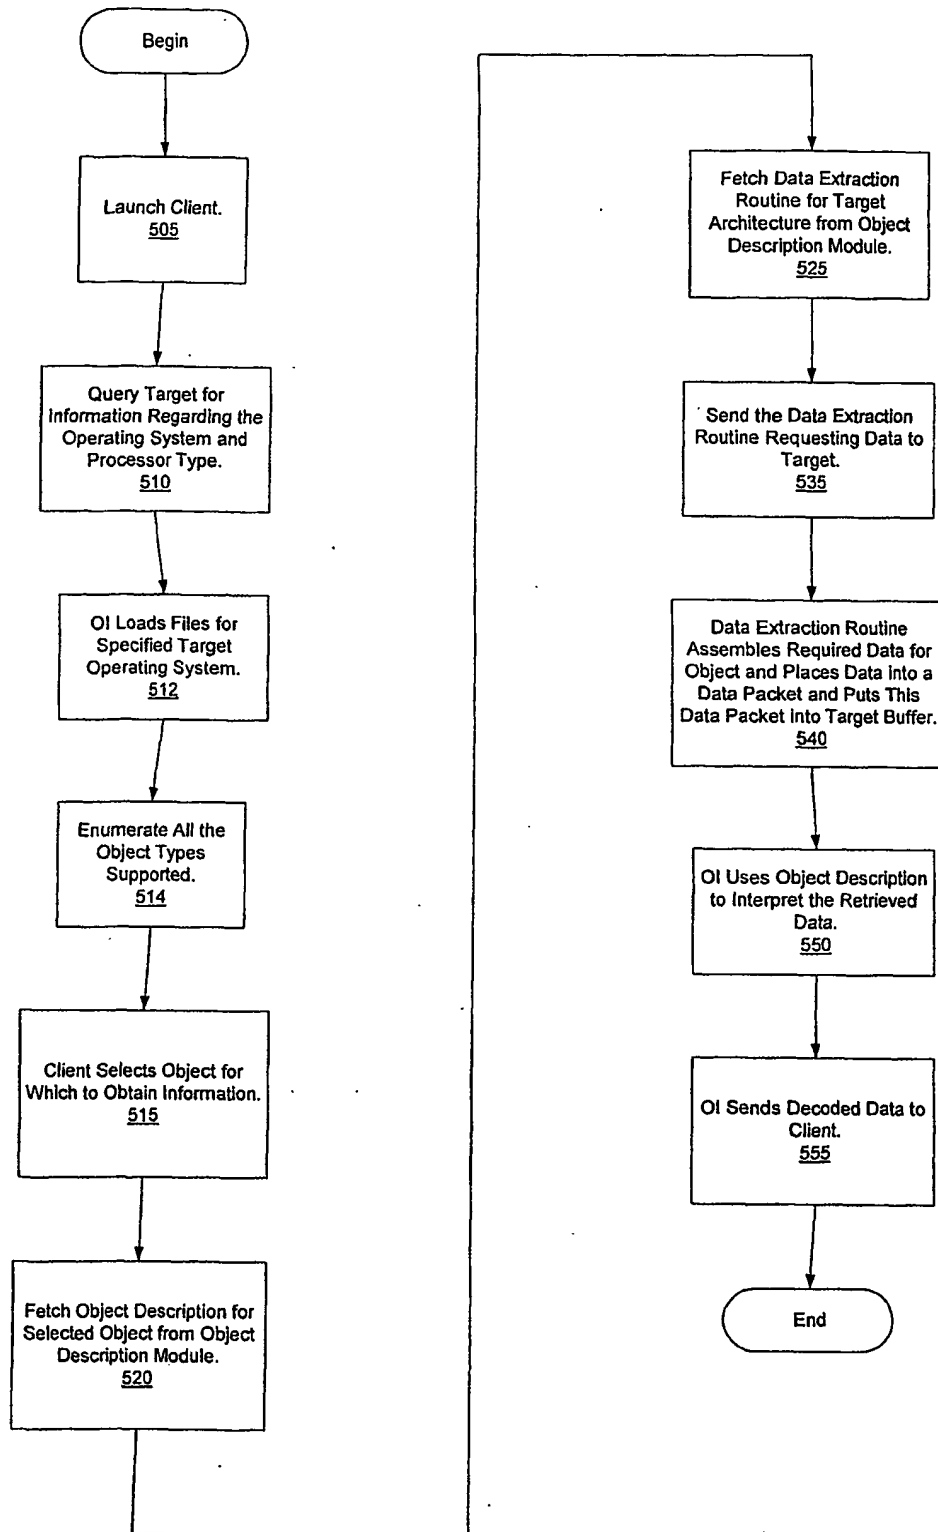 Begin
Launch Client.
505
Query Target for
Information Regarding the
Operating System and
Processor Type.
510
OI Loads Files for
Specified Target
Operating System.
512
Enumerate All the
Object Types
Supported.
514
Client Selects Object for
Which to Obtain Information.
515
Fetch Object Description for
Selected Object from Object
Description Module.
520
Fetch Data Extraction
Routine for Target
Architecture from Object
Description Module.
525
Send the Data Extraction
Routine Requesting Data to
Target.
535
Data Extraction Routine
Assembles Required Data for
Object and Places Data into a
Data Packet and Puts This
Data Packet into Target Buffer.
540
OI Uses Object Description
to Interpret the Retrieved
Data.
550
OI Sends Decoded Data to
Client.
555
End